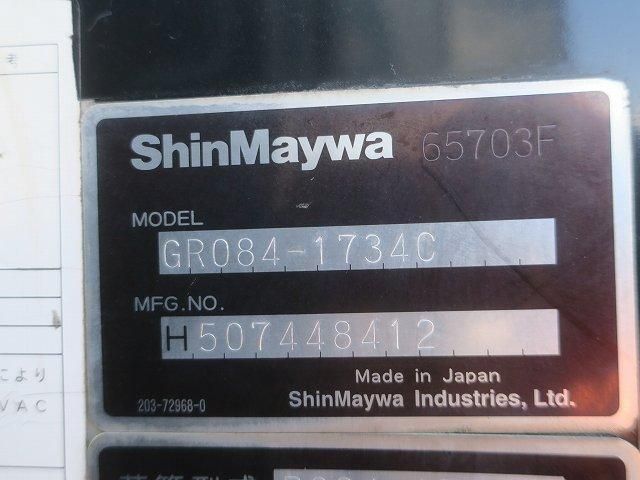 考
ShinMaywa 65703F
MODEL
GR084-1734C
MFG.NO.
H507448412
Made in Japan
203-72968-0 ShinMaywa Industries, Ltd.
により
VAC